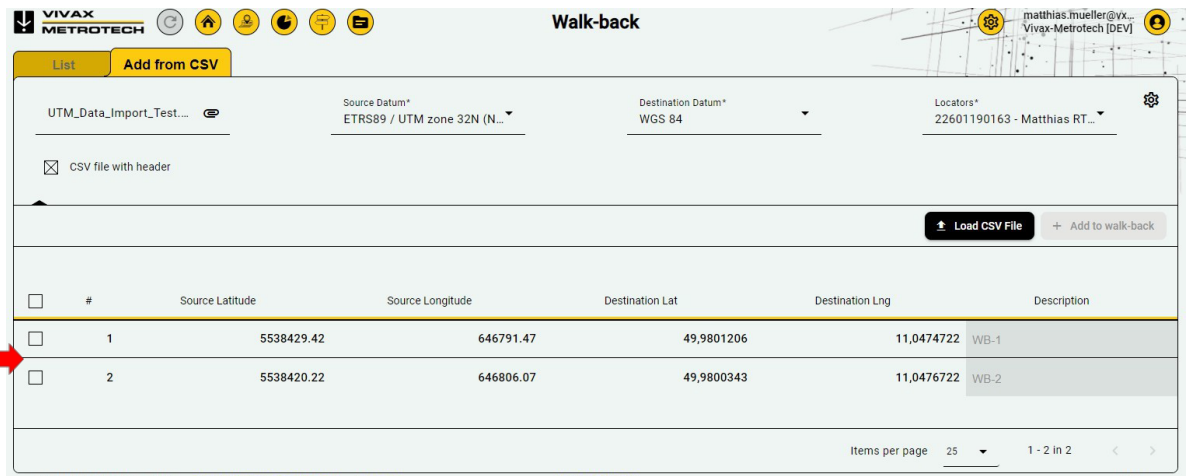 VIVAX
METROTECH
Walk-back
matthias.mueller@vx...
Vivax-Metrotech [DEV]
List
Add from CSV
UTM_Data_Import_Test....
Source Datum*
ETRS89 / UTM zone 32N (N...
Destination Datum*
WGS 84
Locators*
22601190163 - Matthias RT...
CSV file with header
Load CSV File
+ Add to walk-back
# Source Latitude Source Longitude Destination Lat Destination Lng Description
1 5538429.42 646791.47 49,9801206 11,0474722 WB-1
2 5538420.22 646806.07 49,9800343 11,0476722 WB-2
Items per page 25 1 - 2 in 2